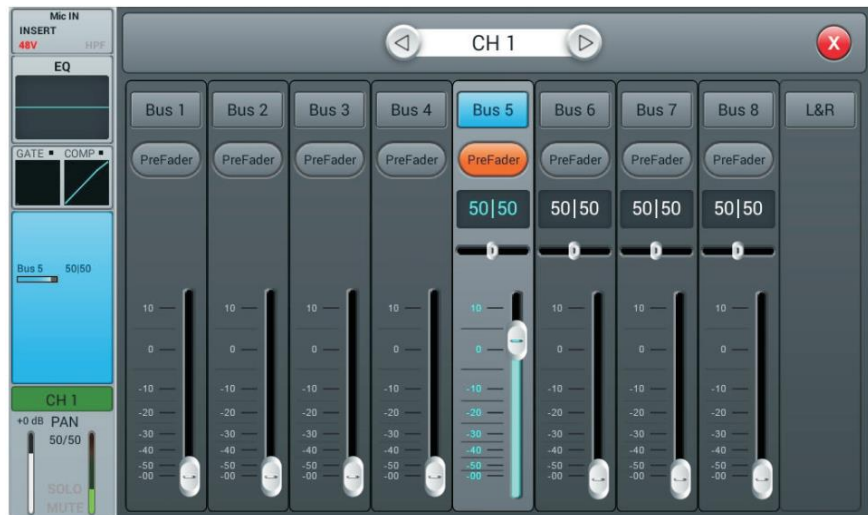 Mic IN
INSERT
48V HPF
EQ
GATE COMP
Bus 5 50|50
CH 1
+0 dB PAN
50/50
SOLO
MUTE
CH 1
X
Bus 1 Bus 2 Bus 3 Bus 4 Bus 5 Bus 6 Bus 7 Bus 8 L&R
PreFader PreFader PreFader PreFader PreFader PreFader PreFader PreFader
50|50 50|50 50|50 50|50
10 10 10 10 10 10 10 10
0 0 0 0 0 0 0 0
-10 -10 -10 -10 -10 -10 -10 -10
-20 -20 -20 -20 -20 -20 -20 -20
-30 -30 -30 -30 -30 -30 -30 -30
-40 -40 -40 -40 -40 -40 -40 -40
-50 -50 -50 -50 -50 -50 -50 -50
-00 -00 -00 -00 -00 -00 -00 -00